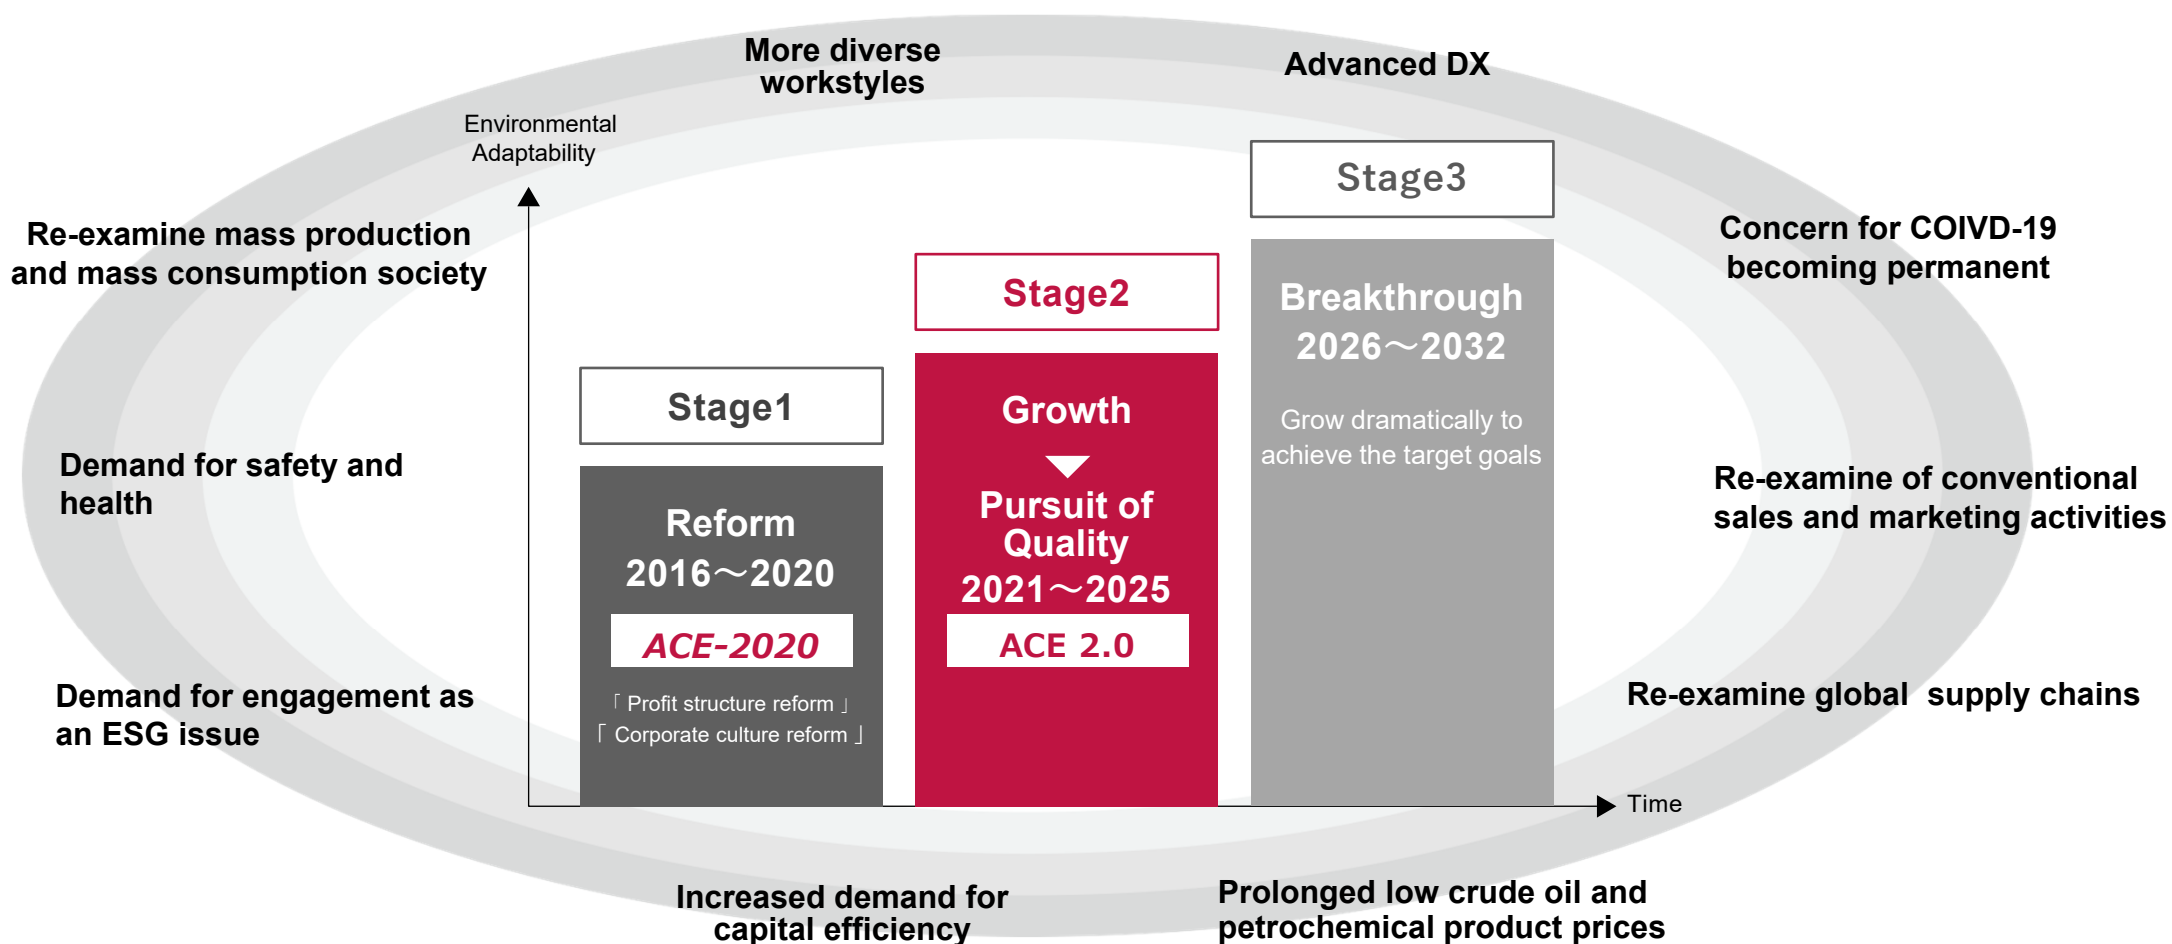 More diverse
workstyles
Advanced DX
Environmental
Adaptability
Re-examine mass production
and mass consumption society
Demand for safety and
health
Demand for engagement as
an ESG issue
Stage1
Reform
2016～2020
ACE-2020
「 Profit structure reform 」
「 Corporate culture reform 」
Stage2
Growth
Pursuit of
Quality
2021～2025
ACE 2.0
Stage3
Breakthrough
2026～2032
Grow dramatically to
achieve the target goals
Time
Concern for COIVD-19
becoming permanent
Re-examine of conventional
sales and marketing activities
Re-examine global  supply chains
Increased demand for
capital efficiency
Prolonged low crude oil and
petrochemical product prices